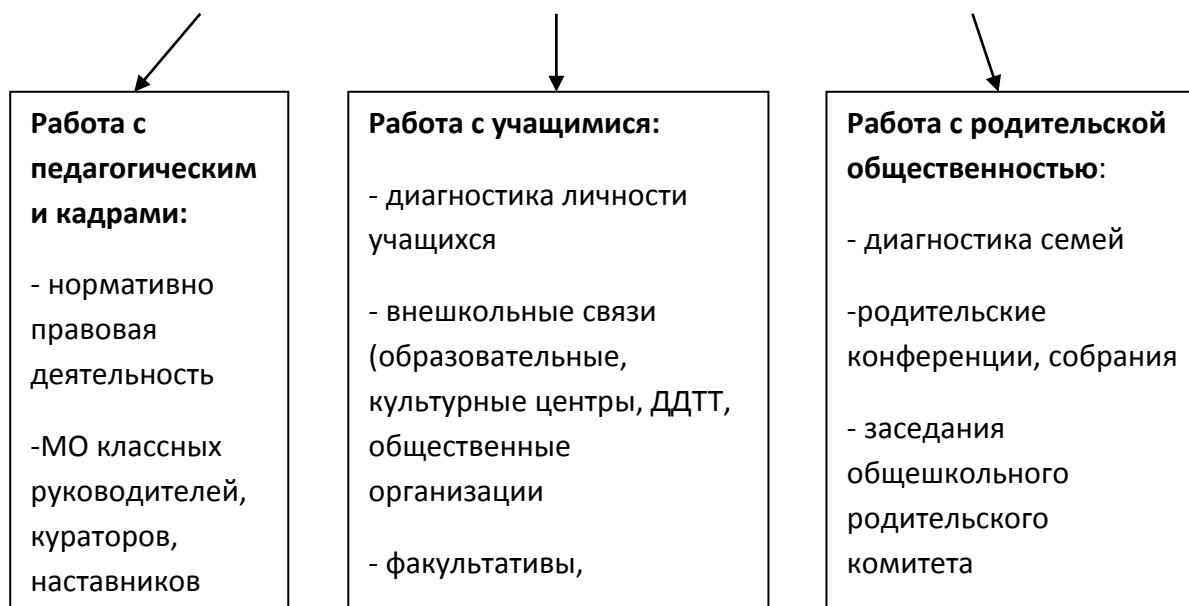 Работа с
педагогическим
и кадрами:
- нормативно
правовая
деятельность
-МО классных
руководителей,
кураторов,
наставников
Работа с учащимися:
- диагностика личности
учащихся
- внешкольные связи
(образовательные,
культурные центры, ДДТТ,
общественные
организации
- факультативы,
Работа с родительской
общественностью:
- диагностика семей
-родительские
конференции, собрания
- заседания
общешкольного
родительского
комитета